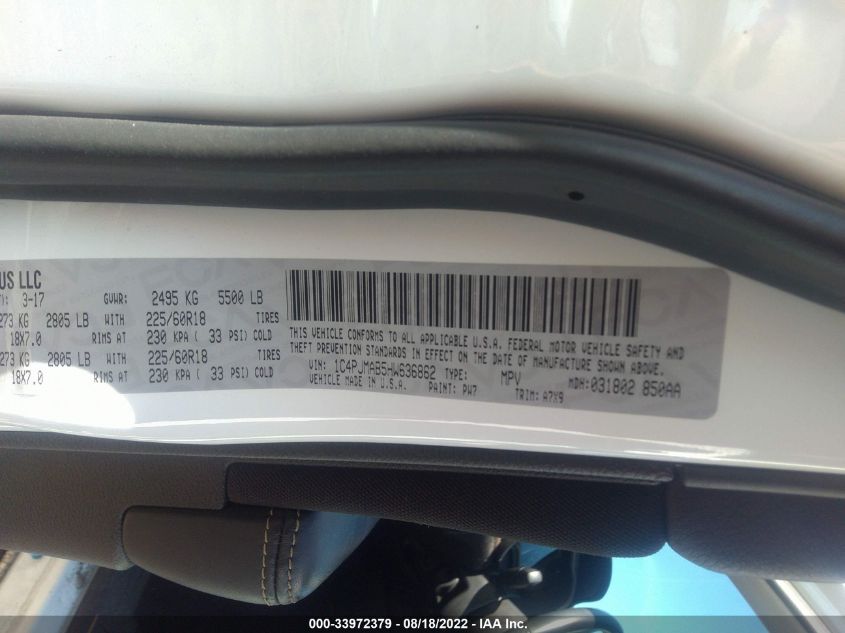 US LLC
3-17 GVWR: 2495 KG 5500 LB
273 KG 2805 LB WITH 225/60R18 TIRES
18X7.0 RIMS AT 230 KPA ( 33 PSI) COLD
273 KG 2805 LB WITH 225/60R18 TIRES
18X7.0 RIMS AT 230 KPA ( 33 PSI) COLD
THIS VEHICLE CONFORMS TO ALL APPLICABLE U.S.A. FEDERAL MOTOR VEHICLE SAFETY AND
THEFT PREVENTION STANDARDS IN EFFECT ON THE DATE OF MANUFACTURE SHOWN ABOVE.
VIN: 1C4PJMAB5HW636862 TYPE: MPV MDH: 031802 850AA
VEHICLE MADE IN U.S.A. PAINT: PW7 TRIM: A7X9
000-33972379 - 08/18/2022 - IAA Inc.